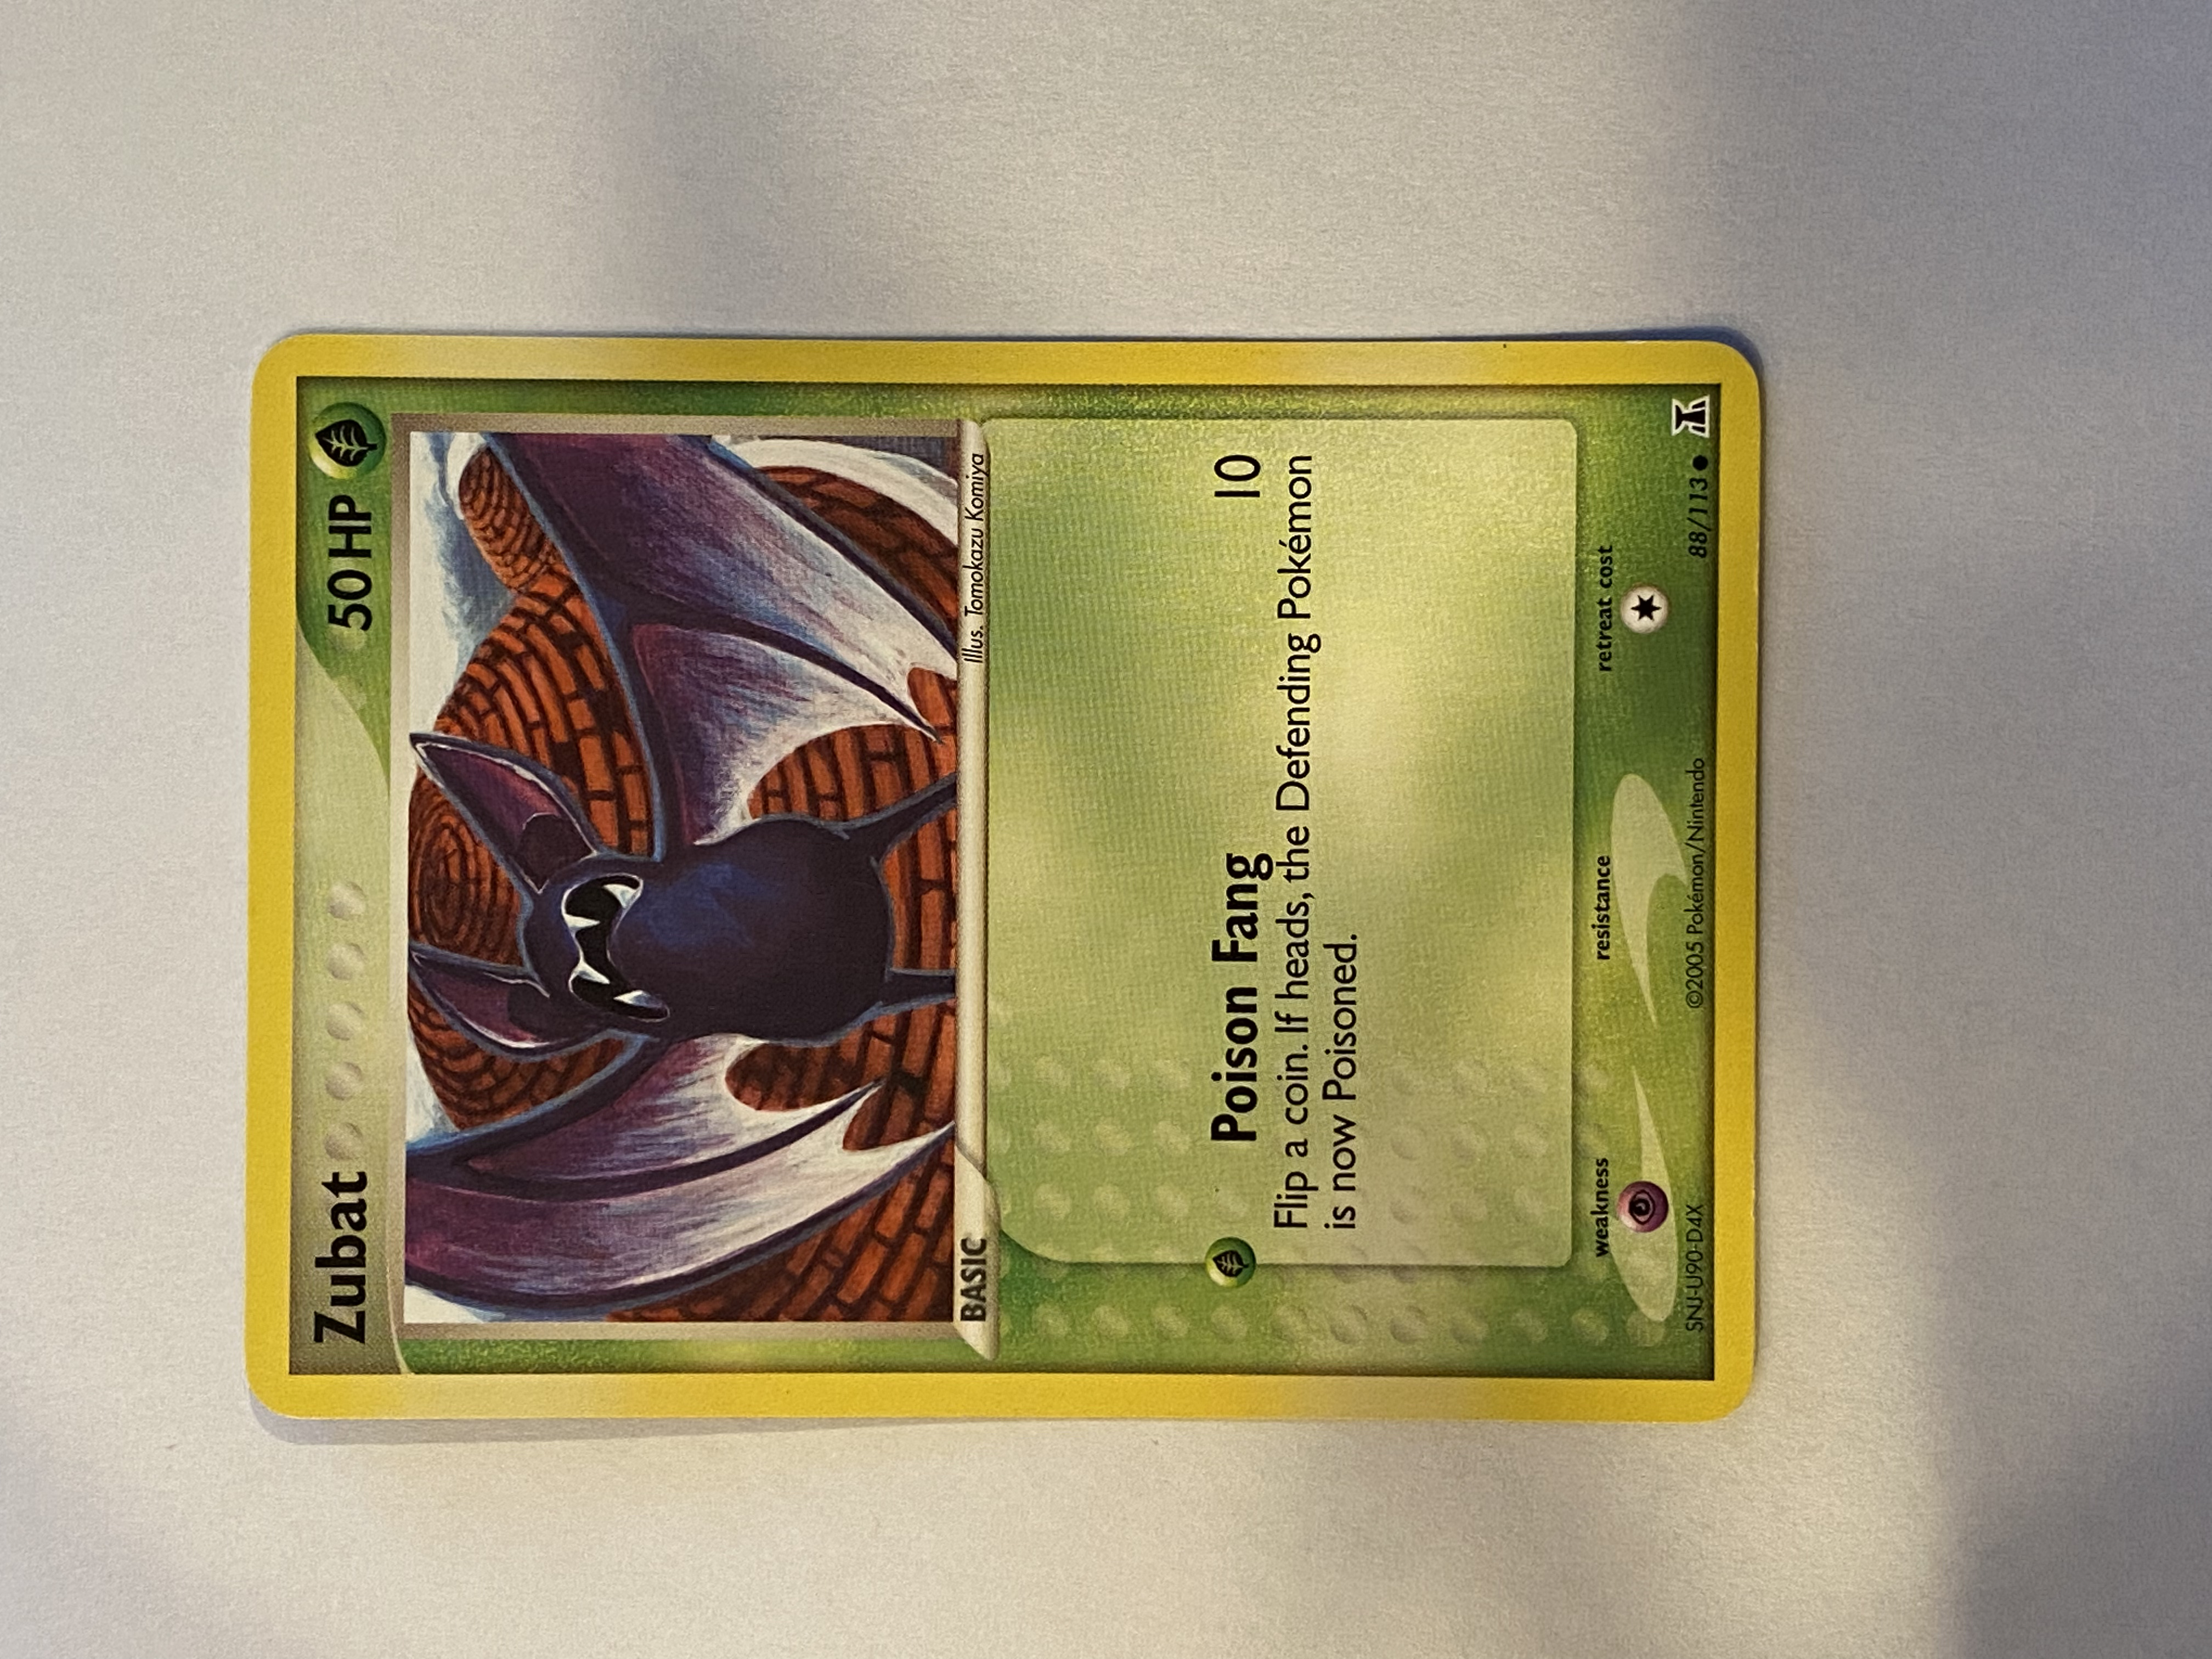 Zubat 50 HP
BASIC Illus. Tomokazu Komiya
Poison Fang 10
Flip a coin. If heads, the Defending Pokémon
is now Poisoned.
weakness resistance retreat cost
SNJ-U90-D4X ©2005 Pokémon/Nintendo 88/113